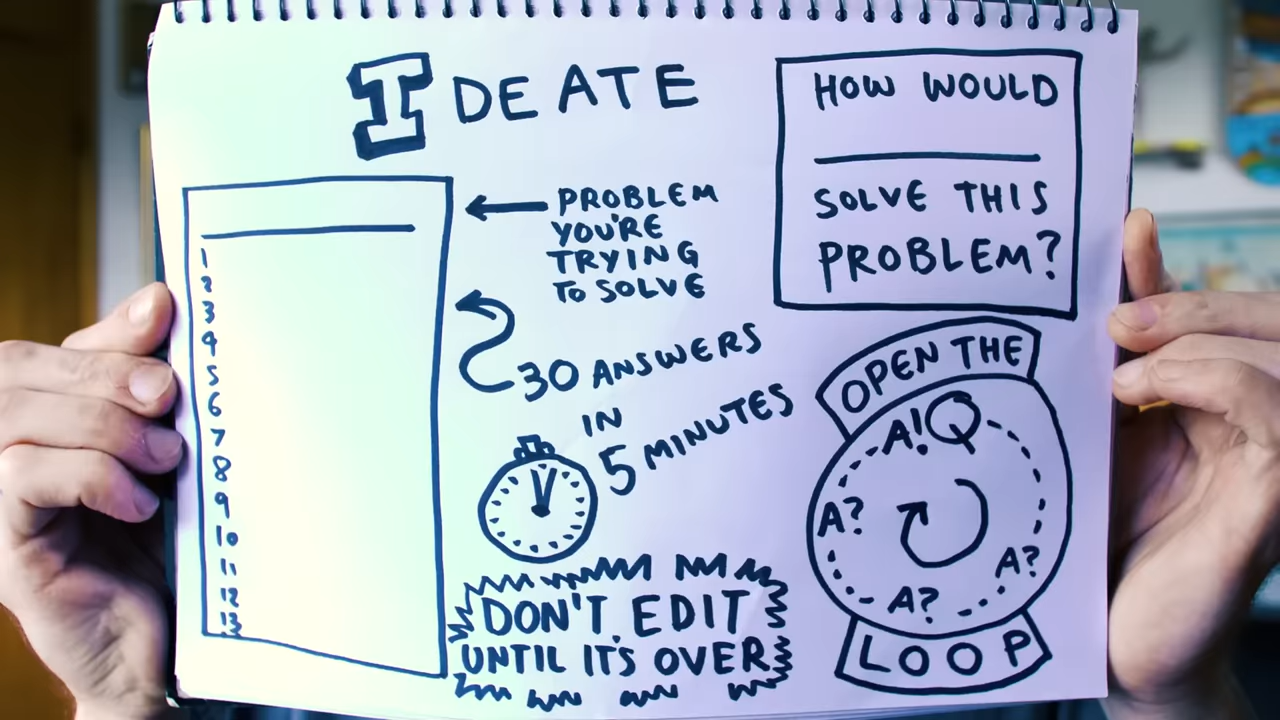 IDEATE
PROBLEM
YOU'RE
TRYING
TO SOLVE
1
2
3
4
5
6
7
8
9
10
11
12
13
30 ANSWERS
IN
5 MINUTES
DON'T EDIT
UNTIL IT'S OVER
HOW WOULD
SOLVE THIS
PROBLEM?
OPEN THE
Q
A?
A?
A?
A!
LOOP